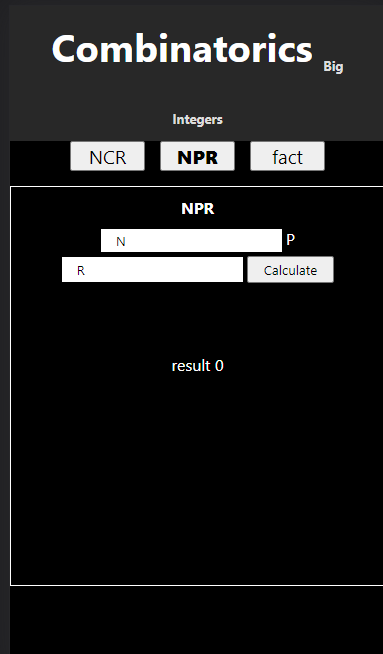 Combinatorics Big
Integers
NCR NPR fact
NPR
N P
R Calculate
result 0